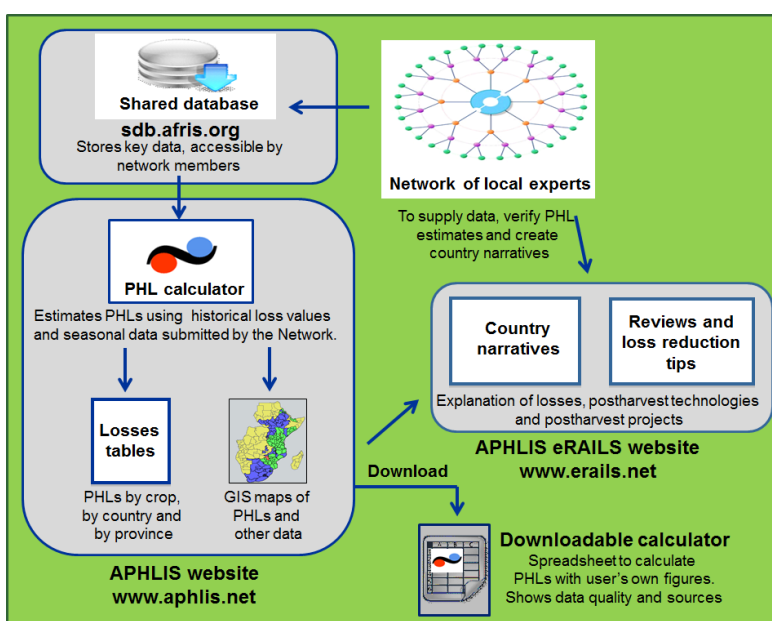 Shared database
sdb.afris.org
Stores key data, accessible by
network members
Network of local experts
To supply data, verify PHL
estimates and create
country narratives
PHL calculator
Estimates PHLs using historical loss values
and seasonal data submitted by the Network.
Losses
tables
PHLs by crop,
by country and
by province
GIS maps of
PHLs and
other data
APHLIS website
www.aphlis.net
Country
narratives
Reviews and
loss reduction
tips
Explanation of losses, postharvest technologies
and postharvest projects
APHLIS eRAILS website
www.erails.net
Download
Downloadable calculator
Spreadsheet to calculate
PHLs with user's own figures.
Shows data quality and sources